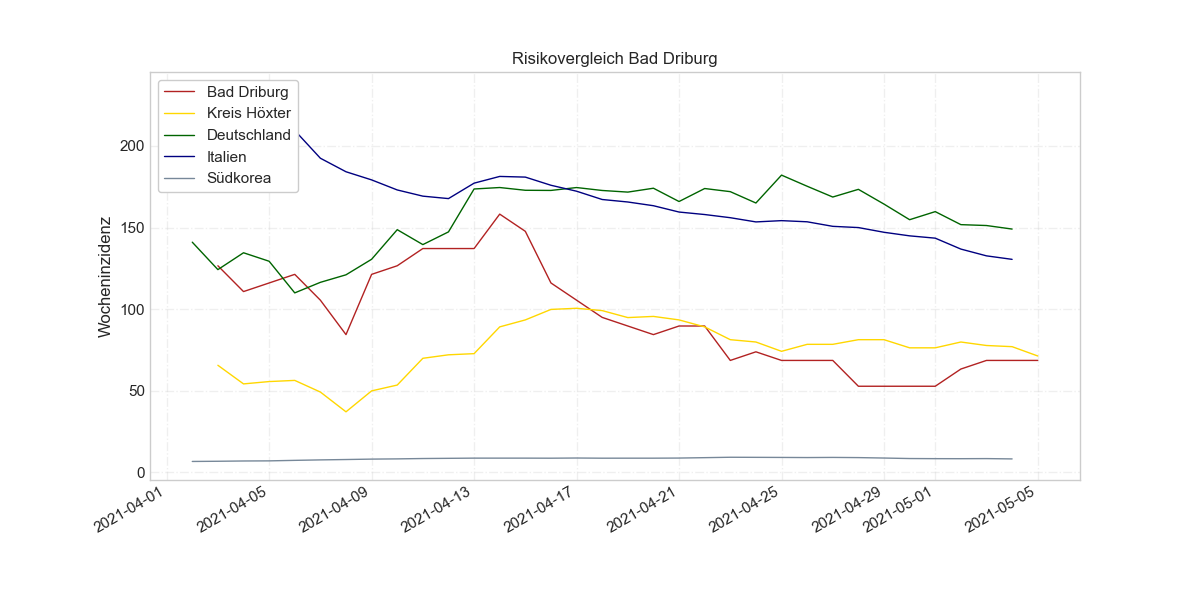 Risikovergleich Bad Driburg
Bad Driburg
Kreis Höxter
Deutschland
Italien
Südkorea
Wocheninzidenz
200
150
100
50
0
2021-04-01
2021-04-05
2021-04-09
2021-04-13
2021-04-17
2021-04-21
2021-04-25
2021-04-29
2021-05-01
2021-05-05